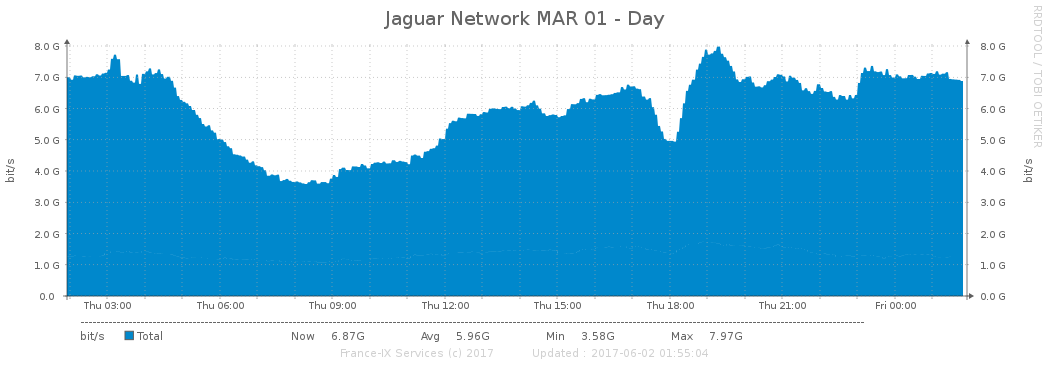 Jaguar Network MAR 01 - Day
RRDTOOL / TOBI OETIKER
bit/s
8.0 G 8.0 G
7.0 G 7.0 G
6.0 G 6.0 G
5.0 G 5.0 G
4.0 G 4.0 G
3.0 G 3.0 G
2.0 G 2.0 G
1.0 G 1.0 G
0.0 0.0 G
bit/s
Thu 03:00 Thu 06:00 Thu 09:00 Thu 12:00 Thu 15:00 Thu 18:00 Thu 21:00 Fri 00:00
bit/s Total Now 6.87G Avg 5.96G Min 3.58G Max 7.97G
France-IX Services (c) 2017 Updated : 2017-06-02 01:55:04